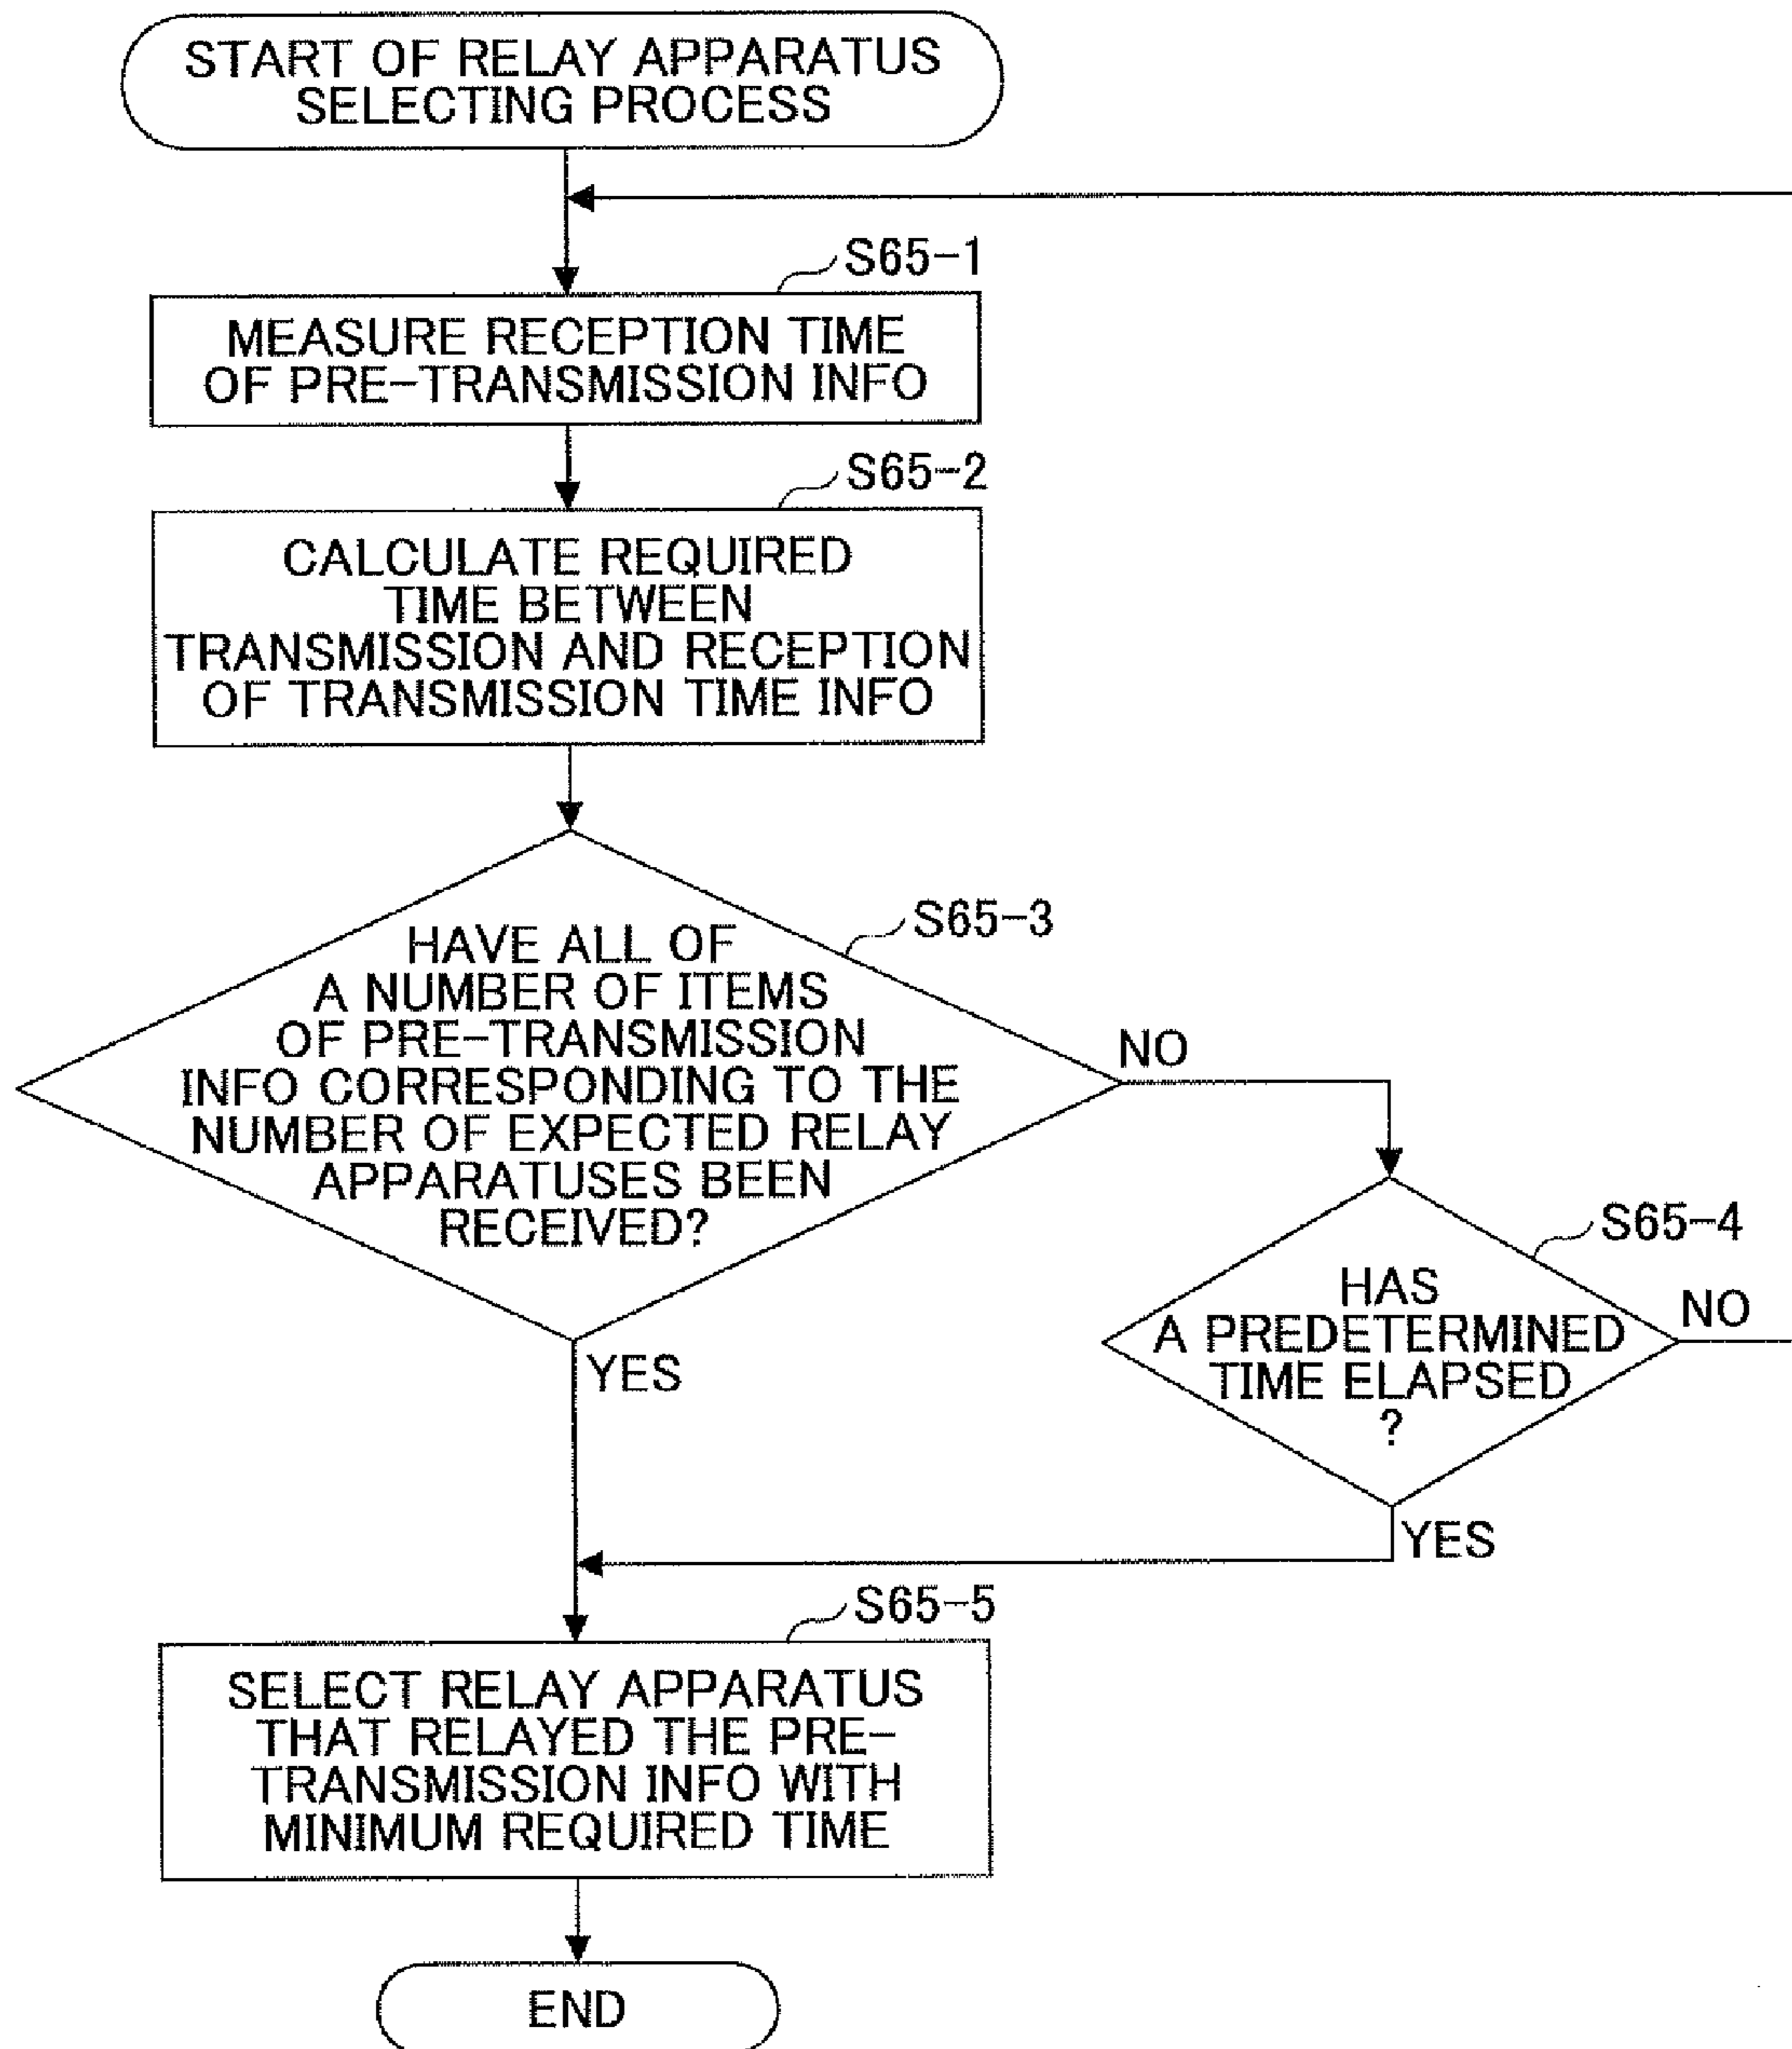 START OF RELAY APPARATUS
SELECTING PROCESS
S65-1
MEASURE RECEPTION TIME
OF PRE-TRANSMISSION INFO
S65-2
CALCULATE REQUIRED
TIME BETWEEN
TRANSMISSION AND RECEPTION
OF TRANSMISSION TIME INFO
S65-3
HAVE ALL OF
A NUMBER OF ITEMS
OF PRE-TRANSMISSION
INFO CORRESPONDING TO THE
NUMBER OF EXPECTED RELAY
APPARATUSES BEEN
RECEIVED?
NO
YES
S65-4
HAS
A PREDETERMINED
TIME ELAPSED
?
NO
YES
S65-5
SELECT RELAY APPARATUS
THAT RELAYED THE PRE-
TRANSMISSION INFO WITH
MINIMUM REQUIRED TIME
END